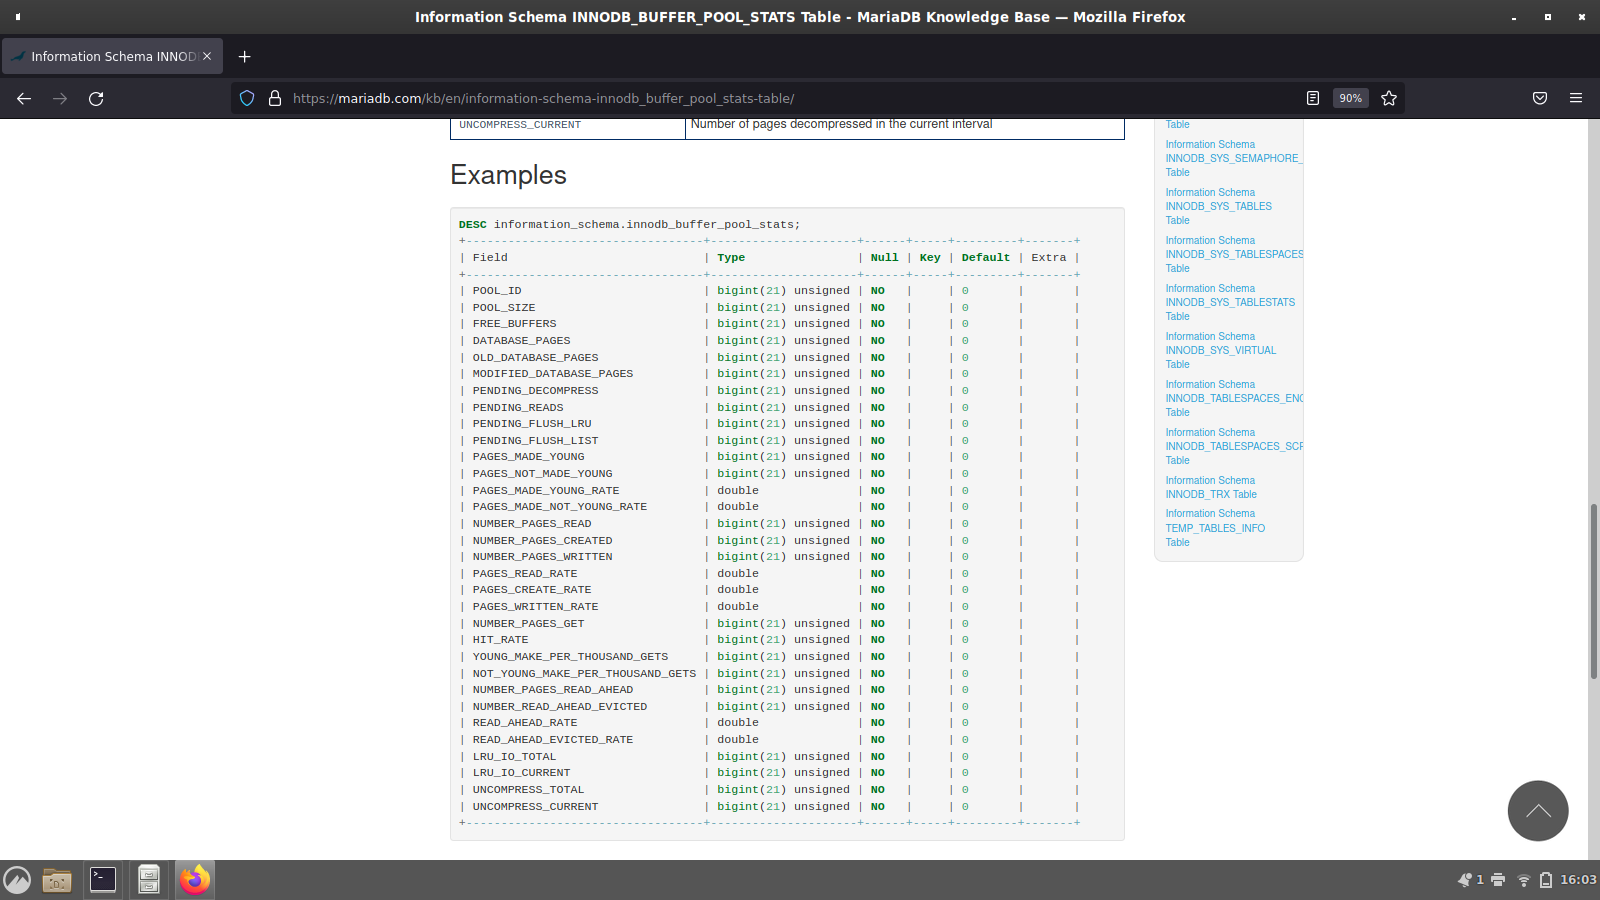 Information Schema INNODB_BUFFER_POOL_STATS Table - MariaDB Knowledge Base — Mozilla Firefox
Information Schema INNOD
https://mariadb.com/kb/en/information-schema-innodb_buffer_pool_stats-table/
90%
UNCOMPRESS_CURRENT Number of pages decompressed in the current interval
Examples
DESC information_schema.innodb_buffer_pool_stats;
+----------------------------------+---------------------+------+-----+---------+-------+
| Field                            | Type                | Null | Key | Default | Extra |
+----------------------------------+---------------------+------+-----+---------+-------+
| POOL_ID                          | bigint(21) unsigned | NO   |     | 0       |       |
| POOL_SIZE                        | bigint(21) unsigned | NO   |     | 0       |       |
| FREE_BUFFERS                     | bigint(21) unsigned | NO   |     | 0       |       |
| DATABASE_PAGES                   | bigint(21) unsigned | NO   |     | 0       |       |
| OLD_DATABASE_PAGES               | bigint(21) unsigned | NO   |     | 0       |       |
| MODIFIED_DATABASE_PAGES          | bigint(21) unsigned | NO   |     | 0       |       |
| PENDING_DECOMPRESS               | bigint(21) unsigned | NO   |     | 0       |       |
| PENDING_READS                    | bigint(21) unsigned | NO   |     | 0       |       |
| PENDING_FLUSH_LRU                | bigint(21) unsigned | NO   |     | 0       |       |
| PENDING_FLUSH_LIST               | bigint(21) unsigned | NO   |     | 0       |       |
| PAGES_MADE_YOUNG                 | bigint(21) unsigned | NO   |     | 0       |       |
| PAGES_NOT_MADE_YOUNG             | bigint(21) unsigned | NO   |     | 0       |       |
| PAGES_MADE_YOUNG_RATE            | double              | NO   |     | 0       |       |
| PAGES_MADE_NOT_YOUNG_RATE        | double              | NO   |     | 0       |       |
| NUMBER_PAGES_READ                | bigint(21) unsigned | NO   |     | 0       |       |
| NUMBER_PAGES_CREATED             | bigint(21) unsigned | NO   |     | 0       |       |
| NUMBER_PAGES_WRITTEN             | bigint(21) unsigned | NO   |     | 0       |       |
| PAGES_READ_RATE                  | double              | NO   |     | 0       |       |
| PAGES_CREATE_RATE                | double              | NO   |     | 0       |       |
| PAGES_WRITTEN_RATE               | double              | NO   |     | 0       |       |
| NUMBER_PAGES_GET                 | bigint(21) unsigned | NO   |     | 0       |       |
| HIT_RATE                         | bigint(21) unsigned | NO   |     | 0       |       |
| YOUNG_MAKE_PER_THOUSAND_GETS     | bigint(21) unsigned | NO   |     | 0       |       |
| NOT_YOUNG_MAKE_PER_THOUSAND_GETS | bigint(21) unsigned | NO   |     | 0       |       |
| NUMBER_PAGES_READ_AHEAD          | bigint(21) unsigned | NO   |     | 0       |       |
| NUMBER_READ_AHEAD_EVICTED        | bigint(21) unsigned | NO   |     | 0       |       |
| READ_AHEAD_RATE                  | double              | NO   |     | 0       |       |
| READ_AHEAD_EVICTED_RATE          | double              | NO   |     | 0       |       |
| LRU_IO_TOTAL                     | bigint(21) unsigned | NO   |     | 0       |       |
| LRU_IO_CURRENT                   | bigint(21) unsigned | NO   |     | 0       |       |
| UNCOMPRESS_TOTAL                 | bigint(21) unsigned | NO   |     | 0       |       |
| UNCOMPRESS_CURRENT               | bigint(21) unsigned | NO   |     | 0       |       |
+----------------------------------+---------------------+------+-----+---------+-------+
Table
Information Schema
INNODB_SYS_SEMAPHORE_
Table
Information Schema
INNODB_SYS_TABLES
Table
Information Schema
INNODB_SYS_TABLESPACES
Table
Information Schema
INNODB_SYS_TABLESTATS
Table
Information Schema
INNODB_SYS_VIRTUAL
Table
Information Schema
INNODB_TABLESPACES_ENC
Table
Information Schema
INNODB_TABLESPACES_SCR
Table
Information Schema
INNODB_TRX Table
Information Schema
TEMP_TABLES_INFO
Table
1
16:03